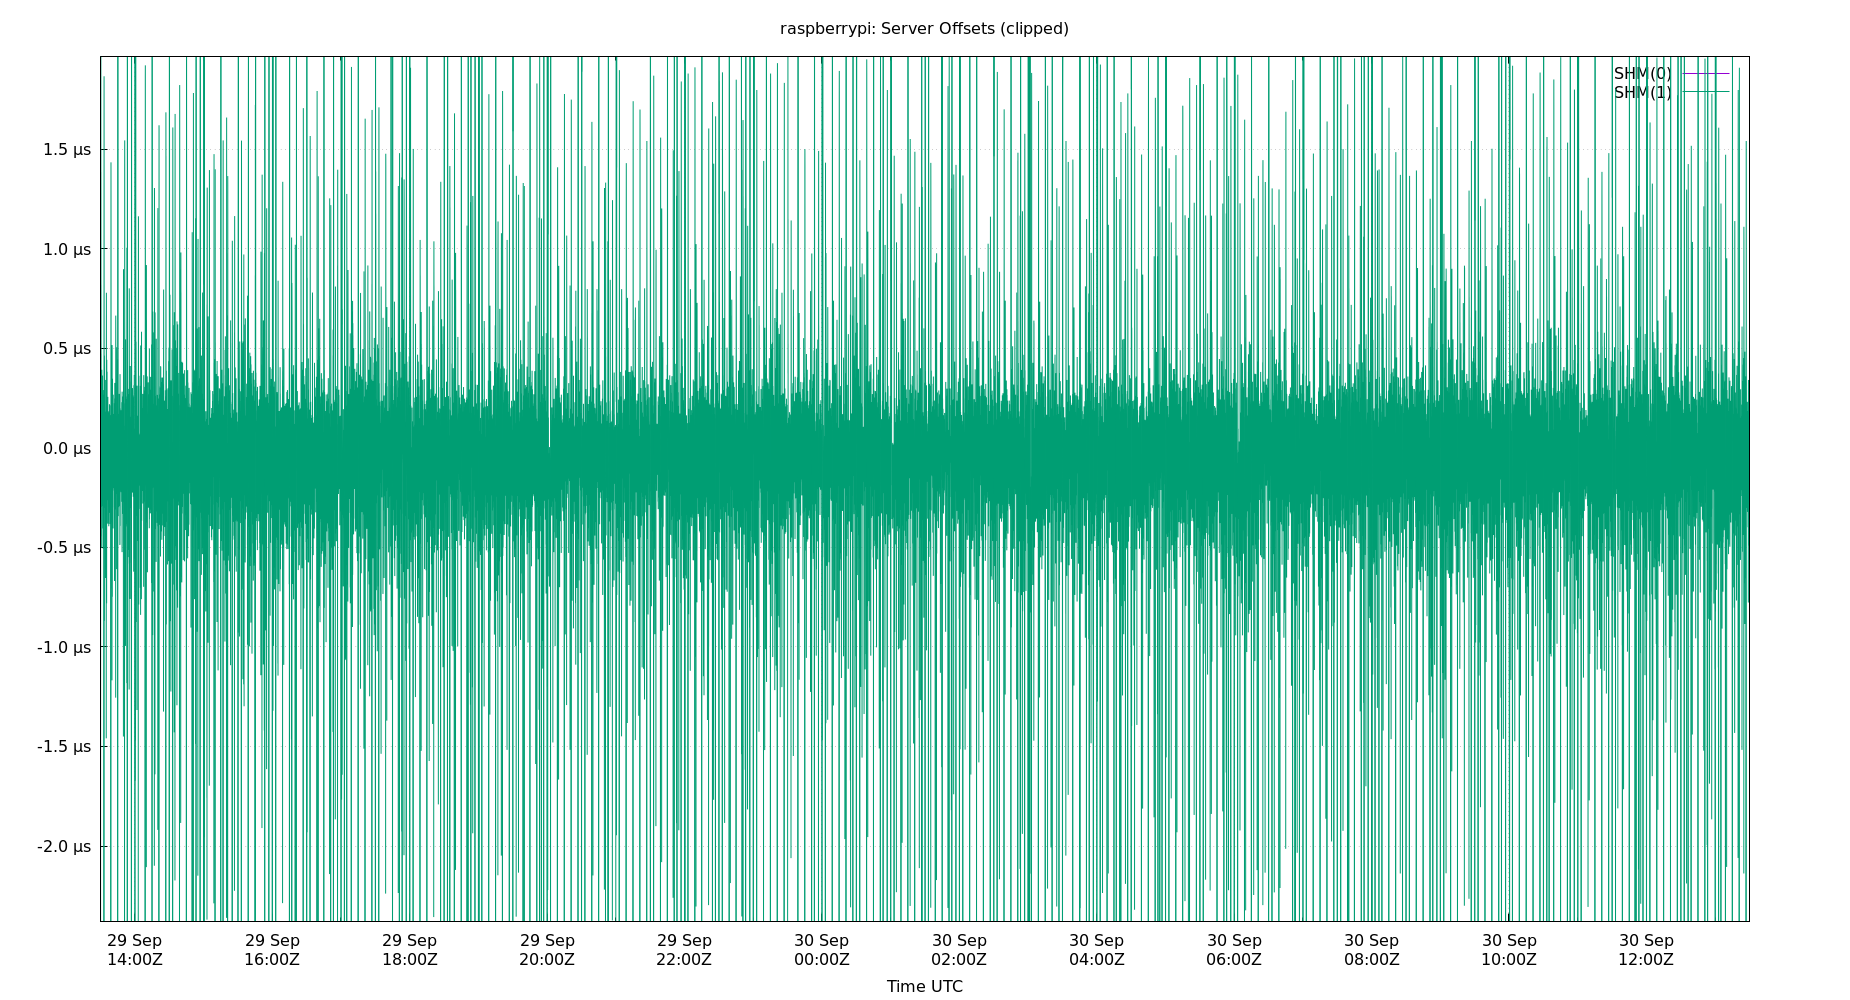 raspberrypi: Server Offsets (clipped)
SHM(0)
SHM(1)
1.5 µs
1.0 µs
0.5 µs
0.0 µs
-0.5 µs
-1.0 µs
-1.5 µs
-2.0 µs
29 Sep 29 Sep 29 Sep 29 Sep 29 Sep 30 Sep 30 Sep 30 Sep 30 Sep 30 Sep 30 Sep 30 Sep
14:00Z 16:00Z 18:00Z 20:00Z 22:00Z 00:00Z 02:00Z 04:00Z 06:00Z 08:00Z 10:00Z 12:00Z
Time UTC